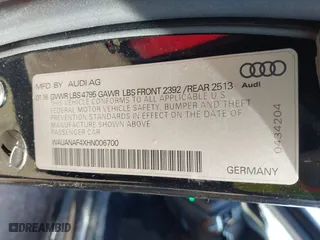 MFD. BY AUDI AG
07.16 GVWR LBS 4795 GAWR LBS FRONT 2392 /REAR 2513
THIS VEHICLE CONFORMS TO ALL APPLICABLE U.S.
FEDERAL MOTOR VEHICLE SAFETY, BUMPER, AND THEFT
PREVENTION STANDARDS IN EFFECT ON THE DATE OF
MANUFACTURE SHOWN ABOVE
PASSENGER CAR
WAUANAF4XHN006700
Audi
0434204
GERMANY